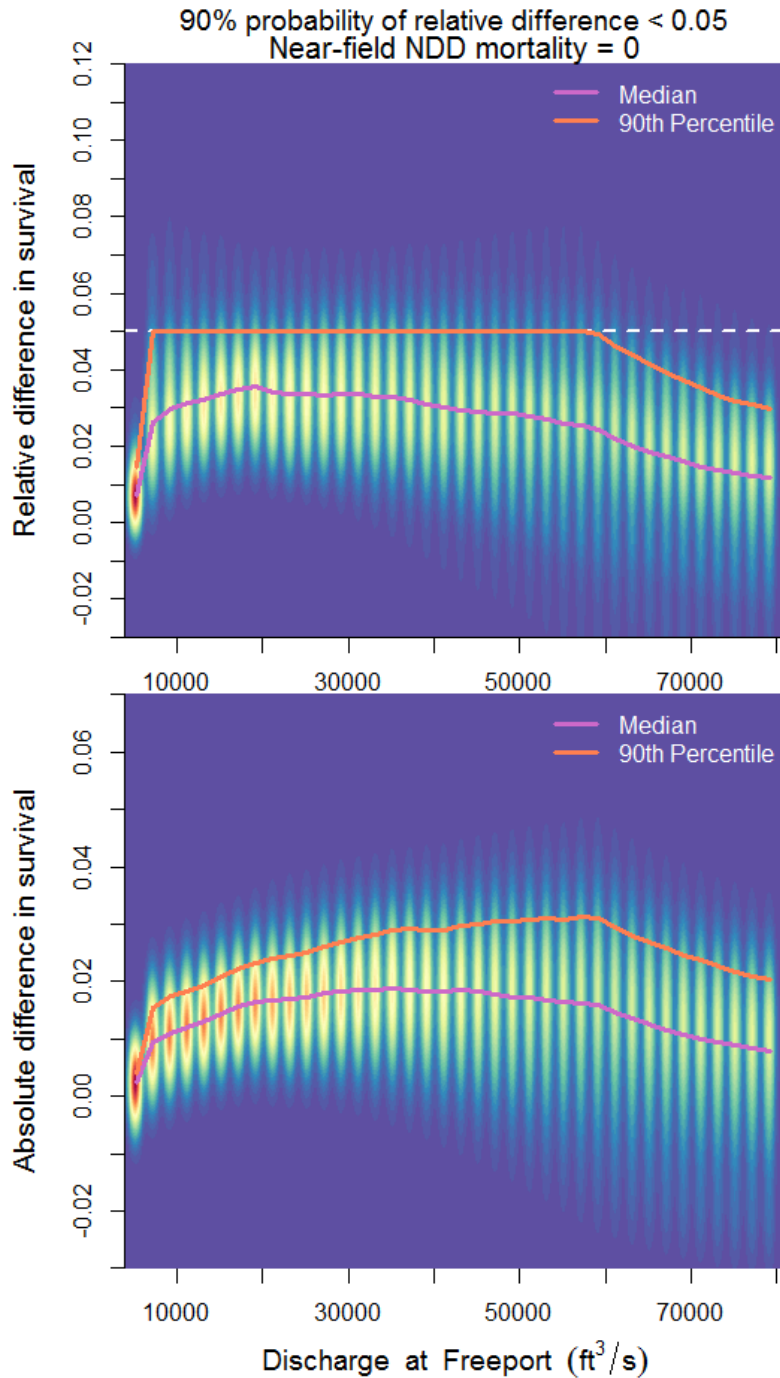 90% probability of relative difference < 0.05
Near-field NDD mortality = 0
Relative difference in survival
0.12
0.10
0.08
0.06
0.04
0.02
0.00
-0.02
Median
90th Percentile
10000 30000 50000 70000
Absolute difference in survival
0.06
0.04
0.02
0.00
-0.02
Median
90th Percentile
10000 30000 50000 70000
Discharge at Freeport (ft³/s)